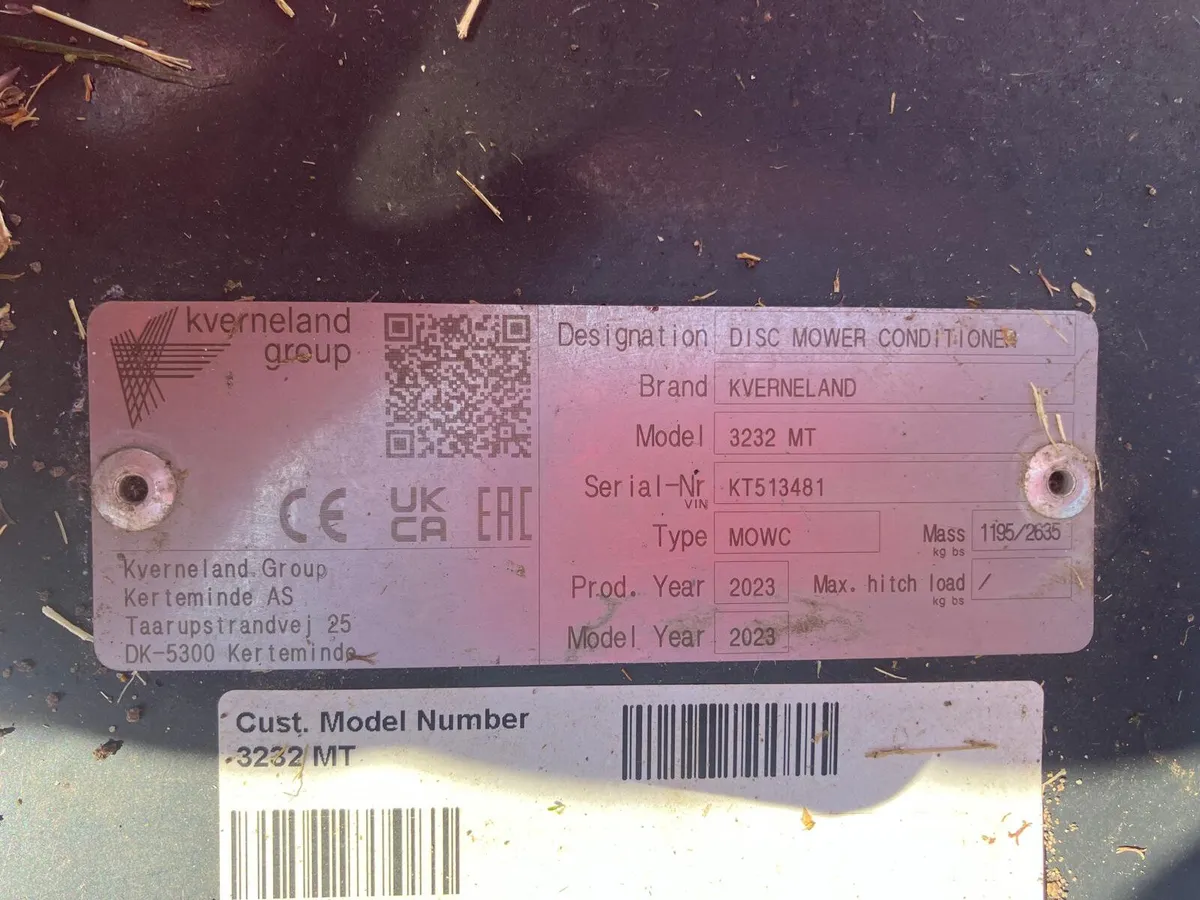 kverneland
group
CE
UK
CA
EAC
Kverneland Group
Kerteminde AS
Taarupstrandvej 25
DK-5300 Kerteminde
Designation DISC MOWER CONDITIONER
Brand KVERNELAND
Model 3232 MT
Serial-Nr KT513481
VIN
Type MOWC Mass 1195/2635
kg bs
Prod. Year 2023 Max. hitch load /
kg bs
Model Year 2023
Cust. Model Number
3232 MT